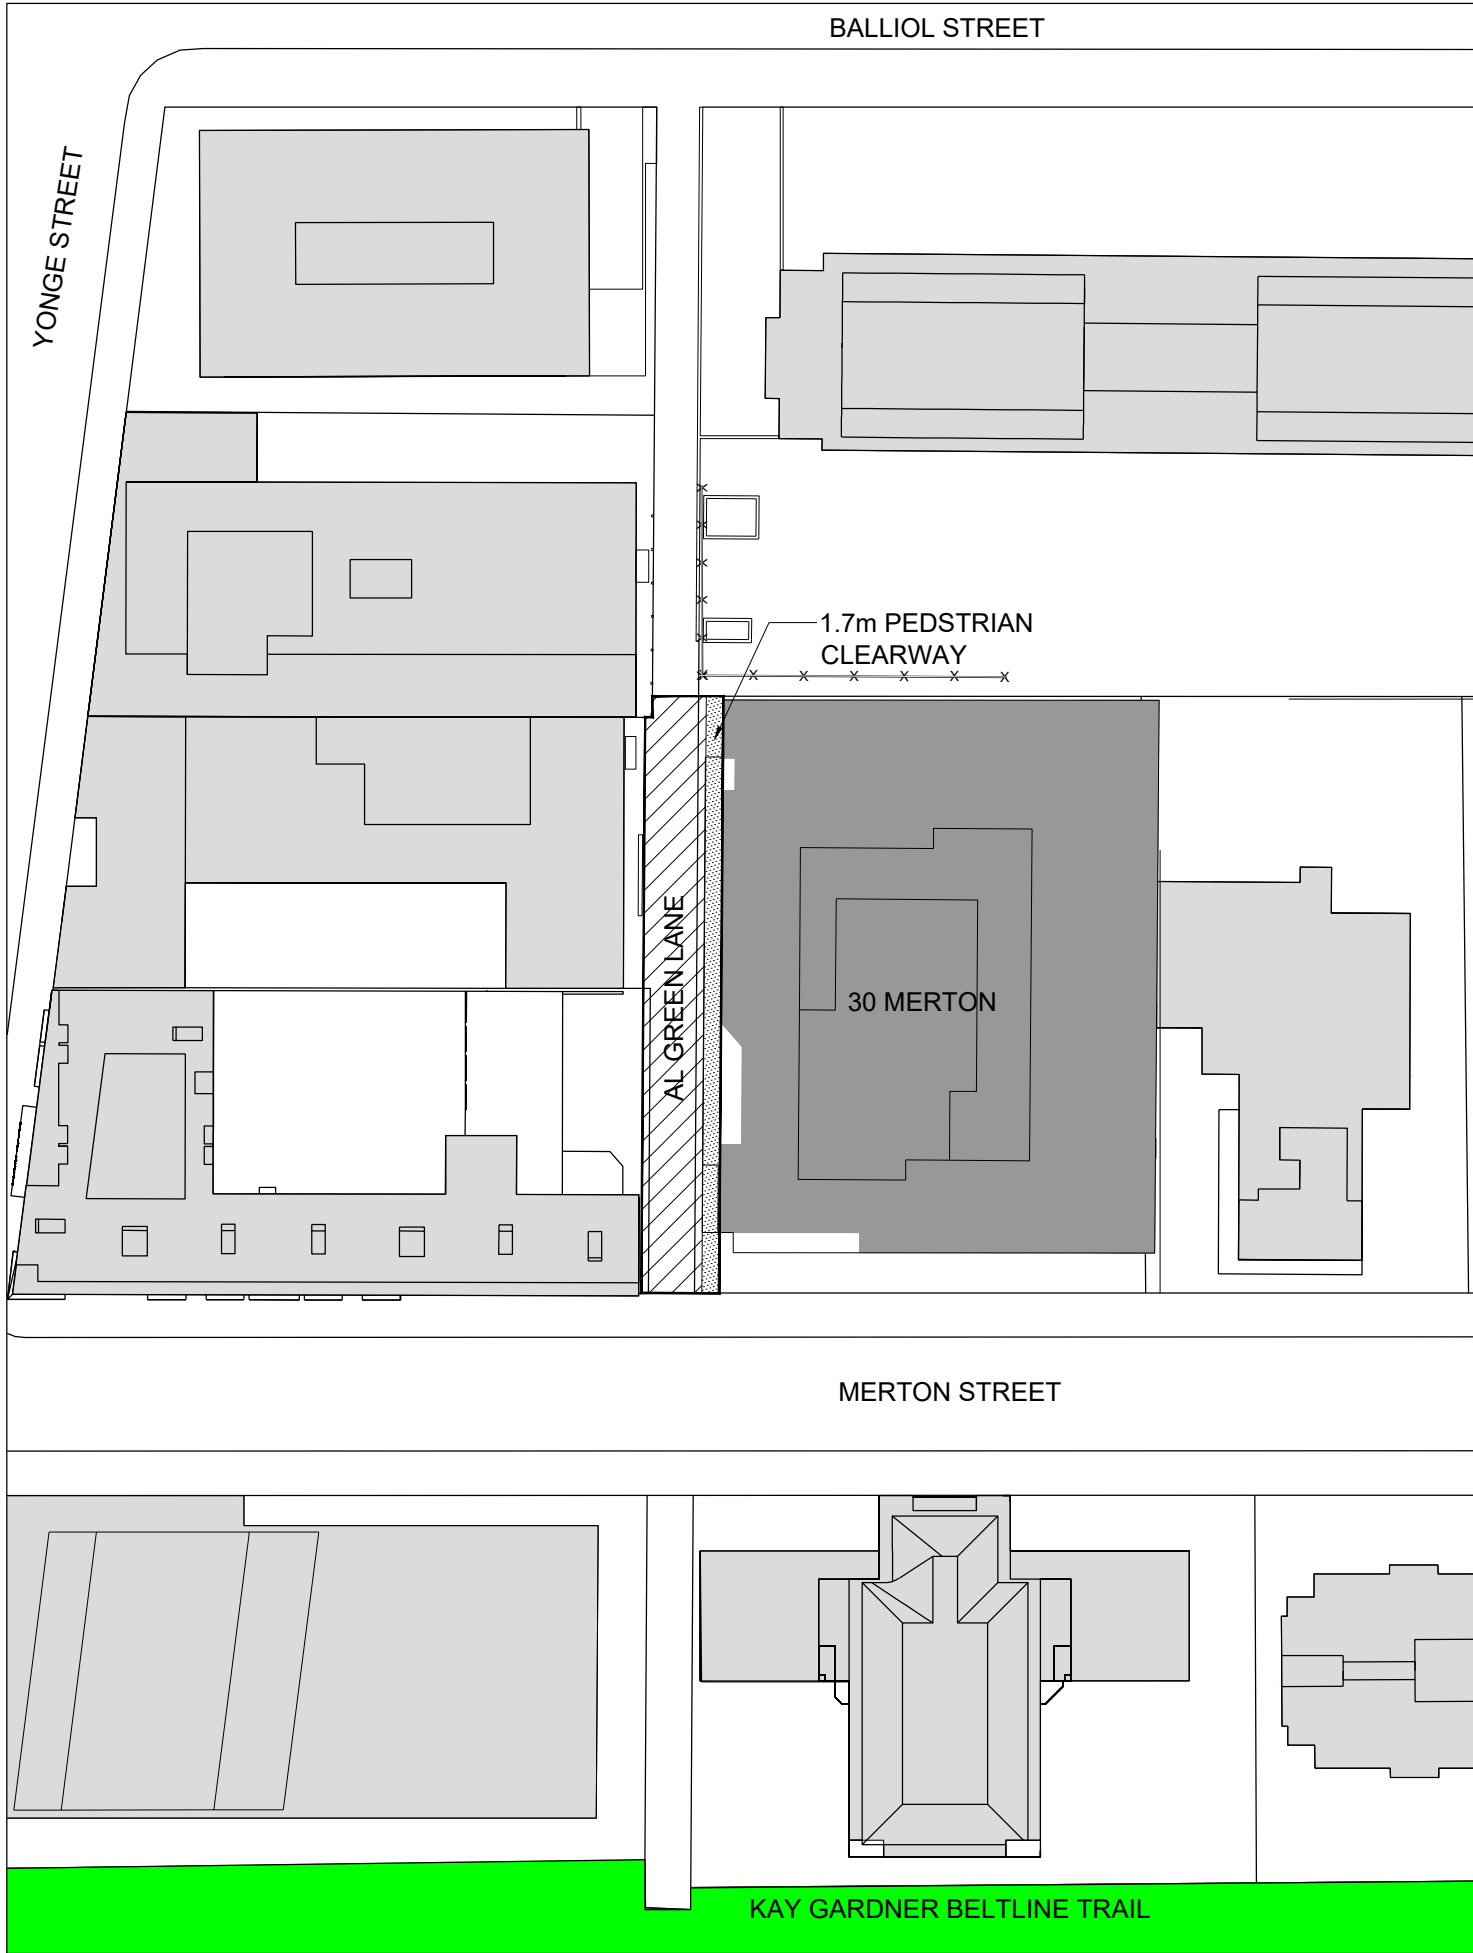 BALLIOL STREET
YONGE STREET
1.7m PEDSTRIAN
CLEARWAY
AL GREEN LANE
30 MERTON
MERTON STREET
KAY GARDNER BELTLINE TRAIL